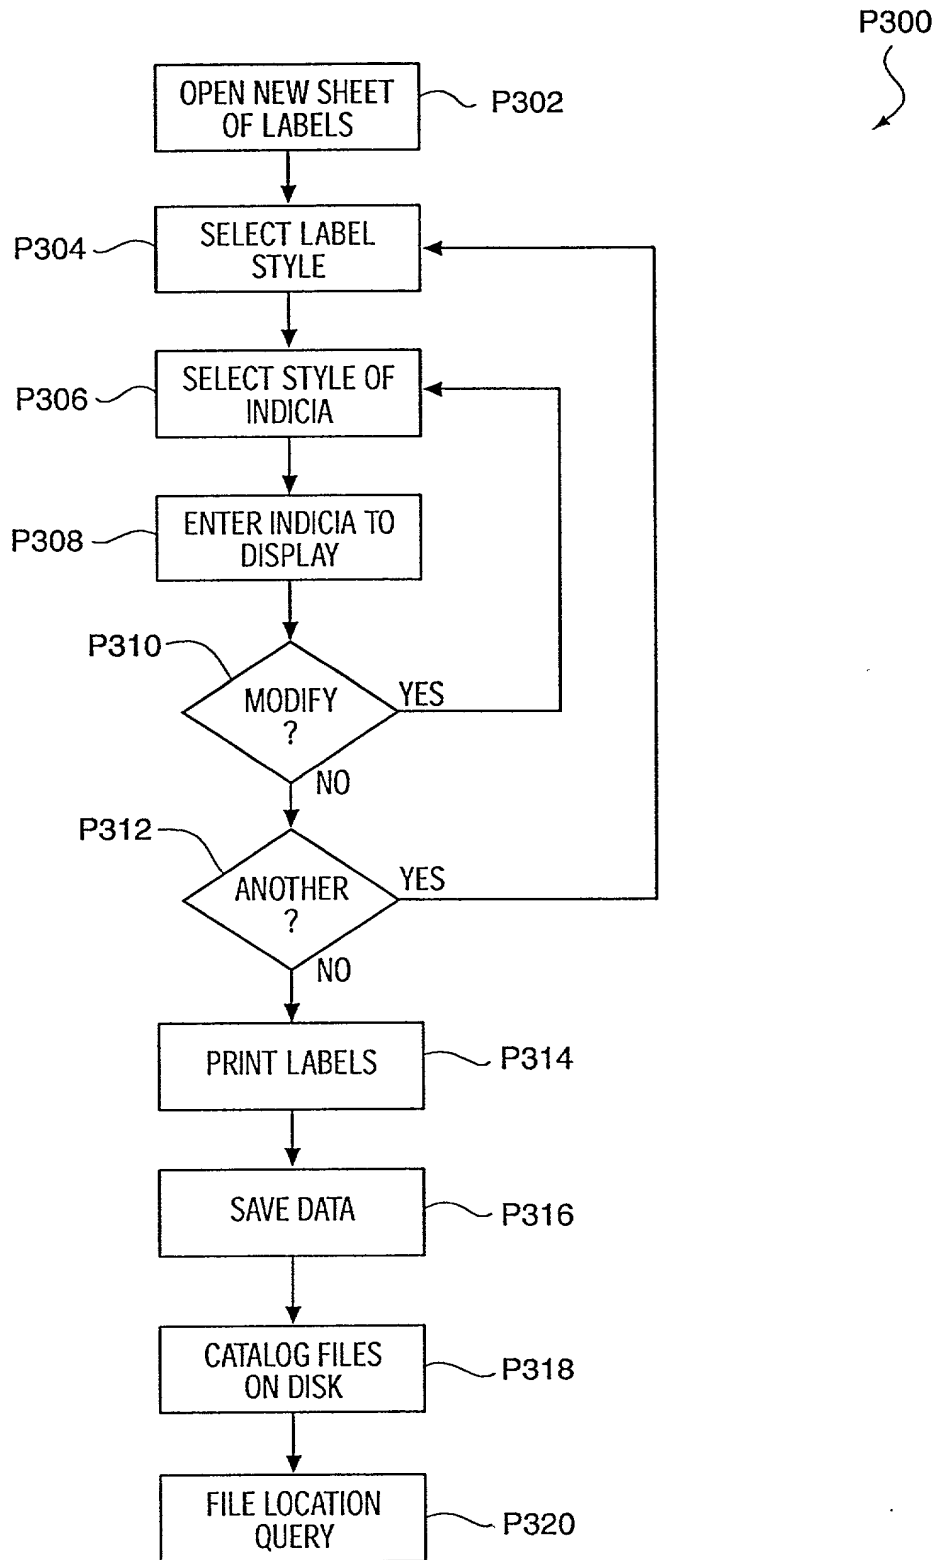 P300
OPEN NEW SHEET
OF LABELS
P302
P304
SELECT LABEL
STYLE
P306
SELECT STYLE OF
INDICIA
P308
ENTER INDICIA TO
DISPLAY
P310
MODIFY
?
YES
NO
P312
ANOTHER
?
YES
NO
PRINT LABELS
P314
SAVE DATA
P316
CATALOG FILES
ON DISK
P318
FILE LOCATION
QUERY
P320